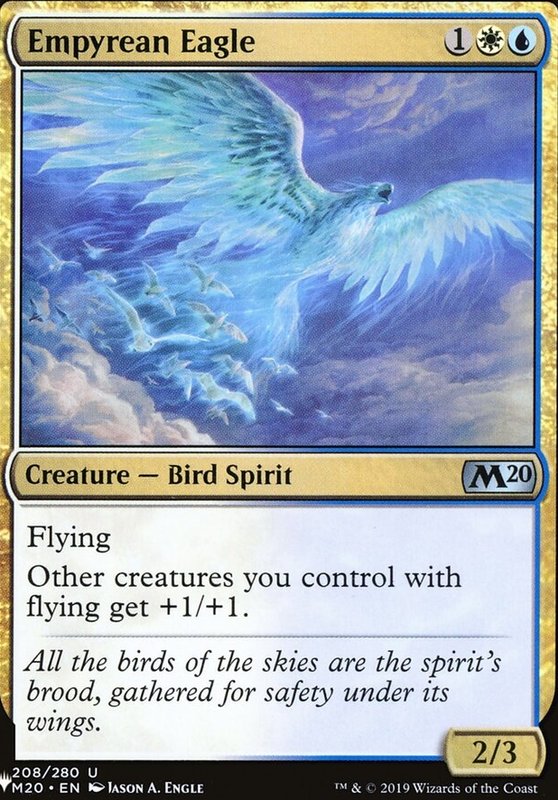 Empyrean Eagle 1
Creature — Bird Spirit M20
Flying
Other creatures you control with
flying get +1/+1.
All the birds of the skies are the spirit's
brood, gathered for safety under its
wings.
2/3
208/280 U
M20 • EN Jason A. Engle
™ & © 2019 Wizards of the Coast